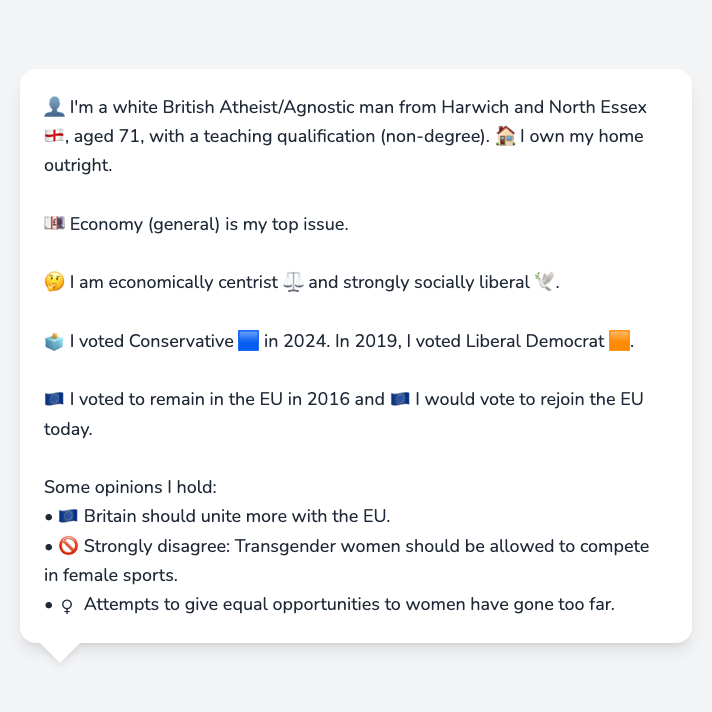 👤 I'm a white British Atheist/Agnostic man from Harwich and North Essex
🏴󠁧󠁢󠁥󠁮󠁧󠁿, aged 71, with a teaching qualification (non-degree). 🏠 I own my home
outright.
💷 Economy (general) is my top issue.
🤔 I am economically centrist ⚖️ and strongly socially liberal 🕊️.
🗳️ I voted Conservative 🟦 in 2024. In 2019, I voted Liberal Democrat 🟧.
🇪🇺 I voted to remain in the EU in 2016 and 🇪🇺 I would vote to rejoin the EU
today.
Some opinions I hold:
• 🇪🇺 Britain should unite more with the EU.
• 🚫 Strongly disagree: Transgender women should be allowed to compete
in female sports.
• ♀ Attempts to give equal opportunities to women have gone too far.